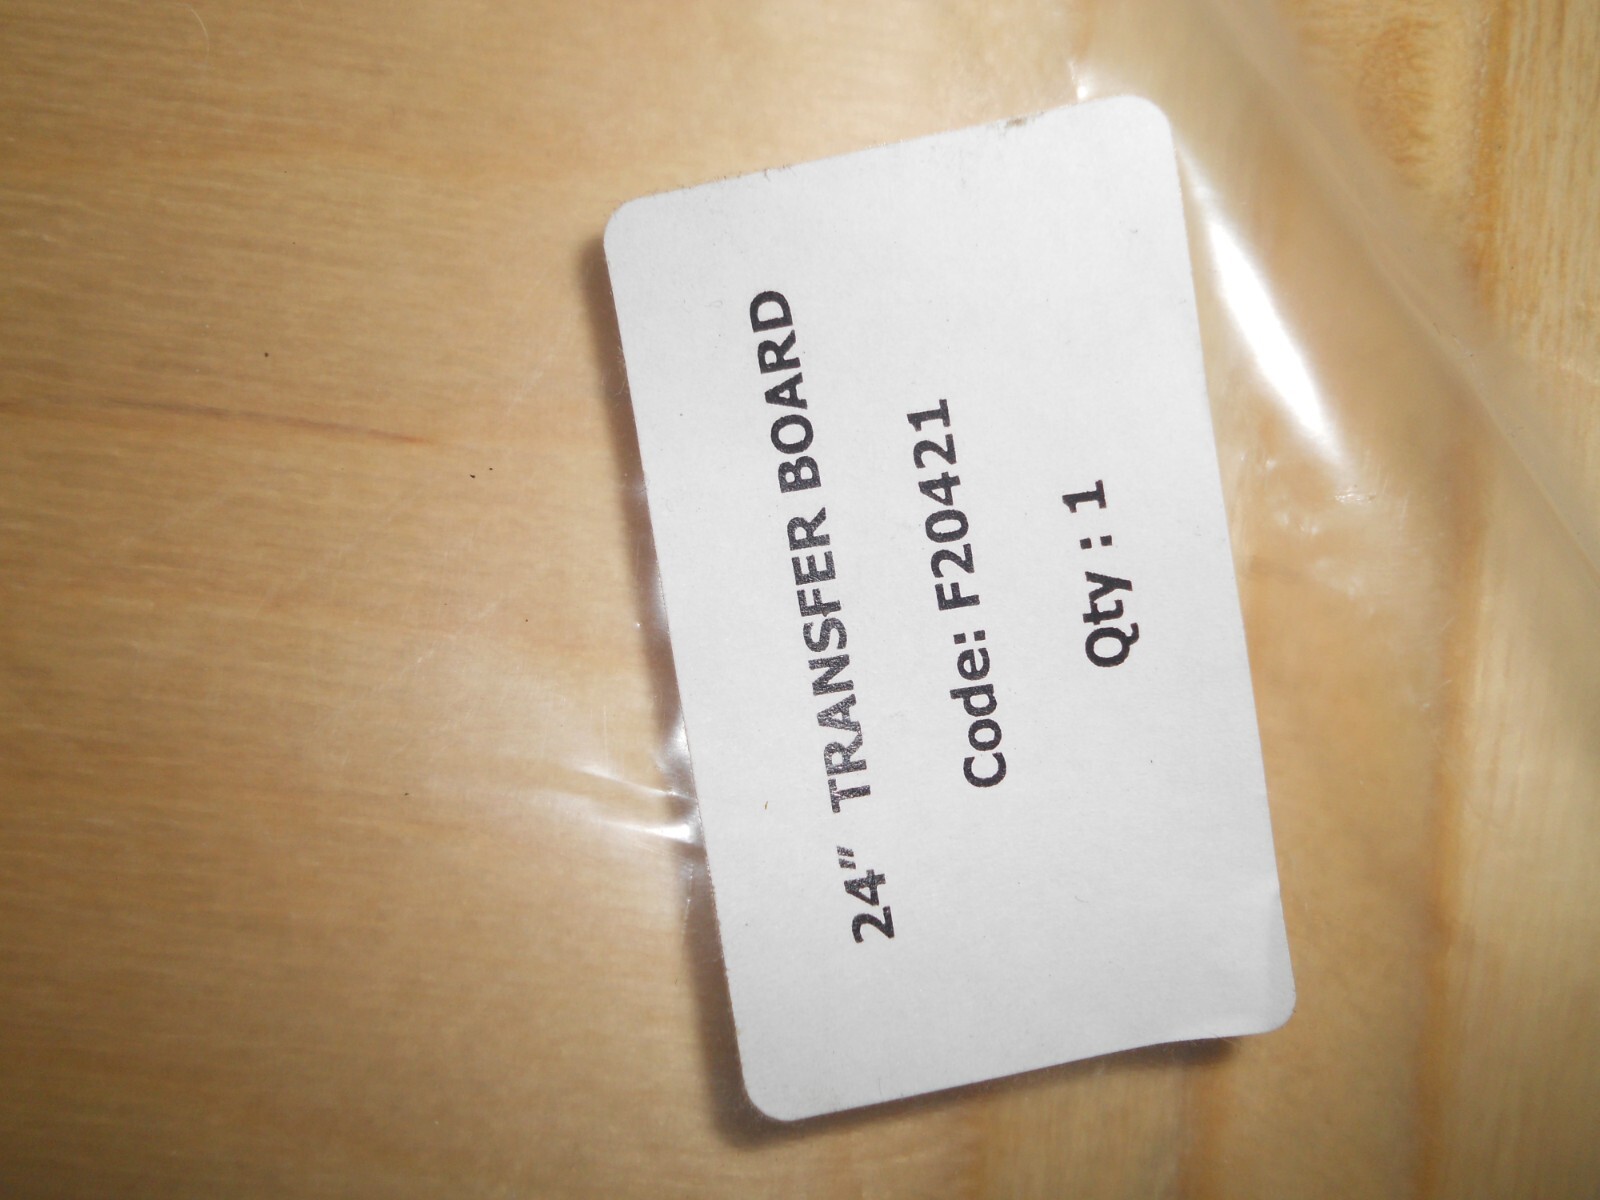 24" TRANSFER BOARD
Code: F20421
Qty : 1